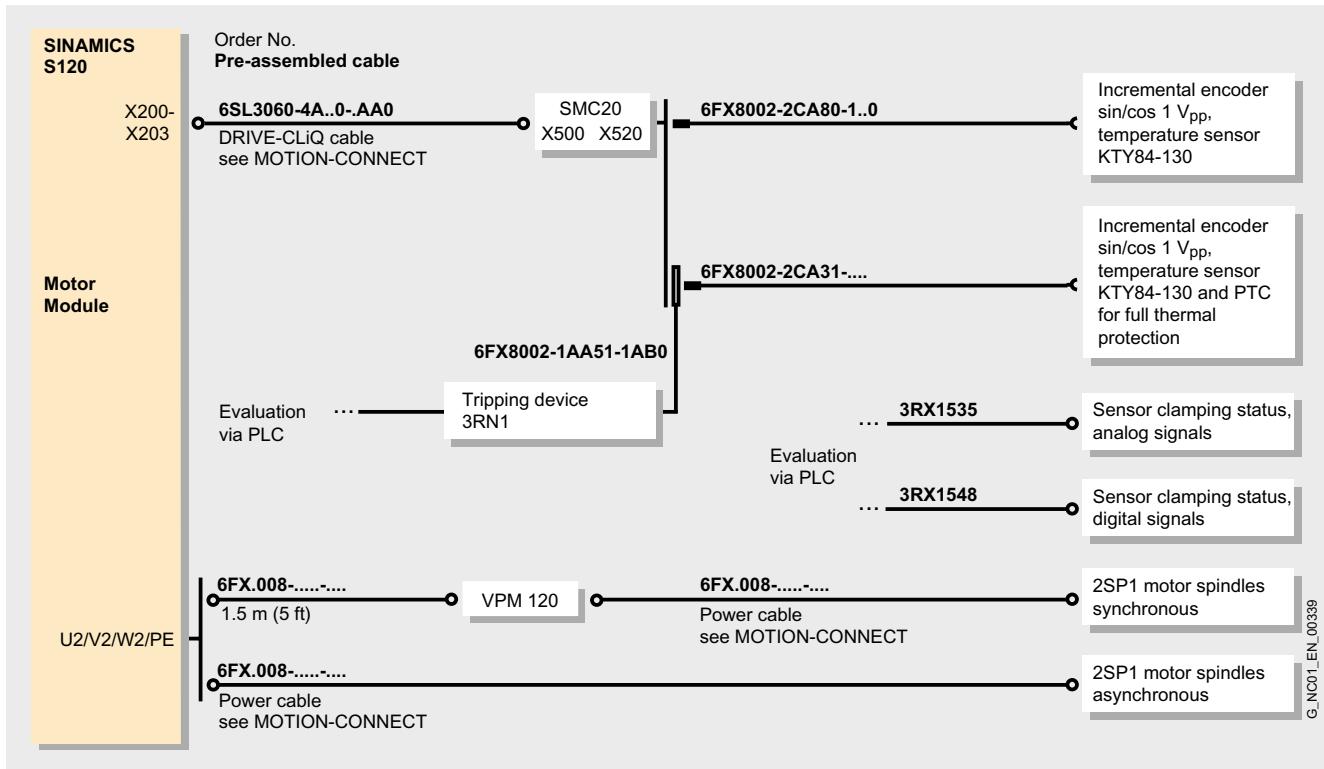 SINAMICS
S120
Order No.
Pre-assembled cable
X200-
X203
6SL3060-4A..0-.AA0
DRIVE-CLiQ cable
see MOTION-CONNECT
SMC20
X500 X520
6FX8002-2CA80-1..0
Incremental encoder
sin/cos 1 Vpp,
temperature sensor
KTY84-130
Motor
Module
6FX8002-2CA31-....
Incremental encoder
sin/cos 1 Vpp,
temperature sensor
KTY84-130 and PTC
for full thermal
protection
6FX8002-1AA51-1AB0
Evaluation
via PLC
...
Tripping device
3RN1
Evaluation
via PLC
...
3RX1535
Sensor clamping status,
analog signals
...
3RX1548
Sensor clamping status,
digital signals
U2/V2/W2/PE
6FX.008-.....-....
1.5 m (5 ft)
VPM 120
6FX.008-.....-....
Power cable
see MOTION-CONNECT
2SP1 motor spindles
synchronous
6FX.008-.....-....
Power cable
see MOTION-CONNECT
2SP1 motor spindles
asynchronous
G_NC01_EN_00339